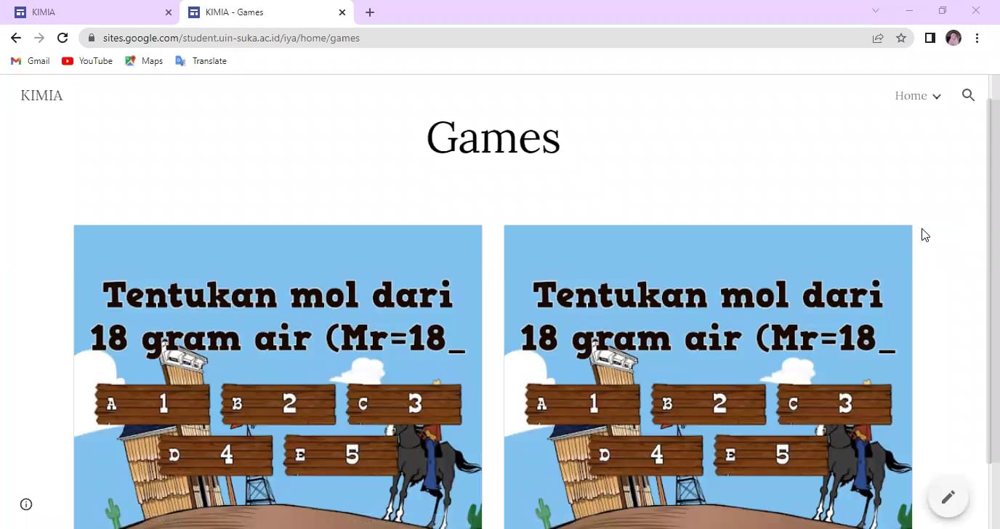 KIMIA
KIMIA - Games
sites.google.com/student.uin-suka.ac.id/iya/home/games
Gmail YouTube Maps Translate
KIMIA Home
Games
Tentukan mol dari
18 gram air (Mr=18_
A 1 B 2 C 3
D 4 E 5
Tentukan mol dari
18 gram air (Mr=18_
A 1 B 2 C 3
D 4 E 5